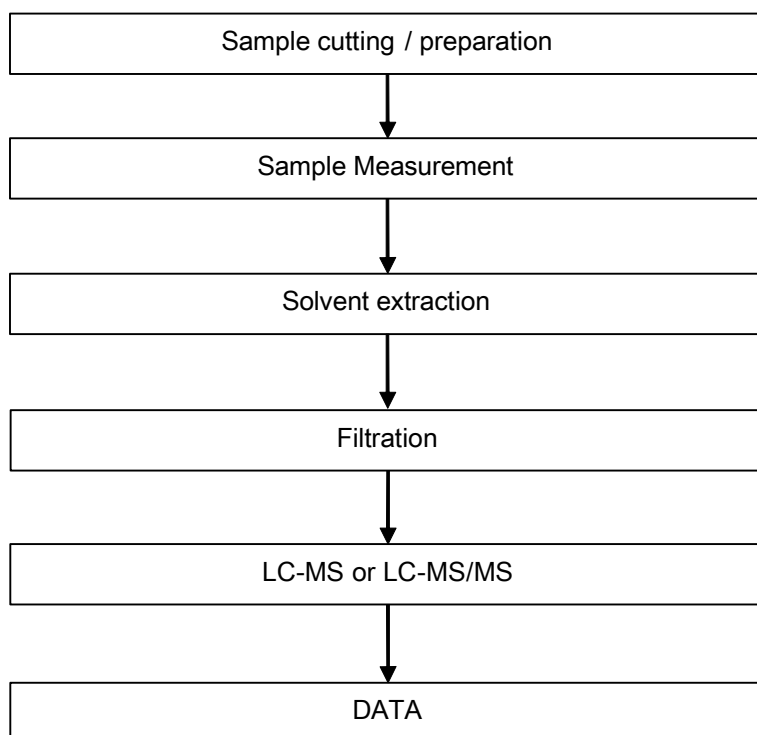 Sample cutting / preparation
Sample Measurement
Solvent extraction
Filtration
LC-MS or LC-MS/MS
DATA